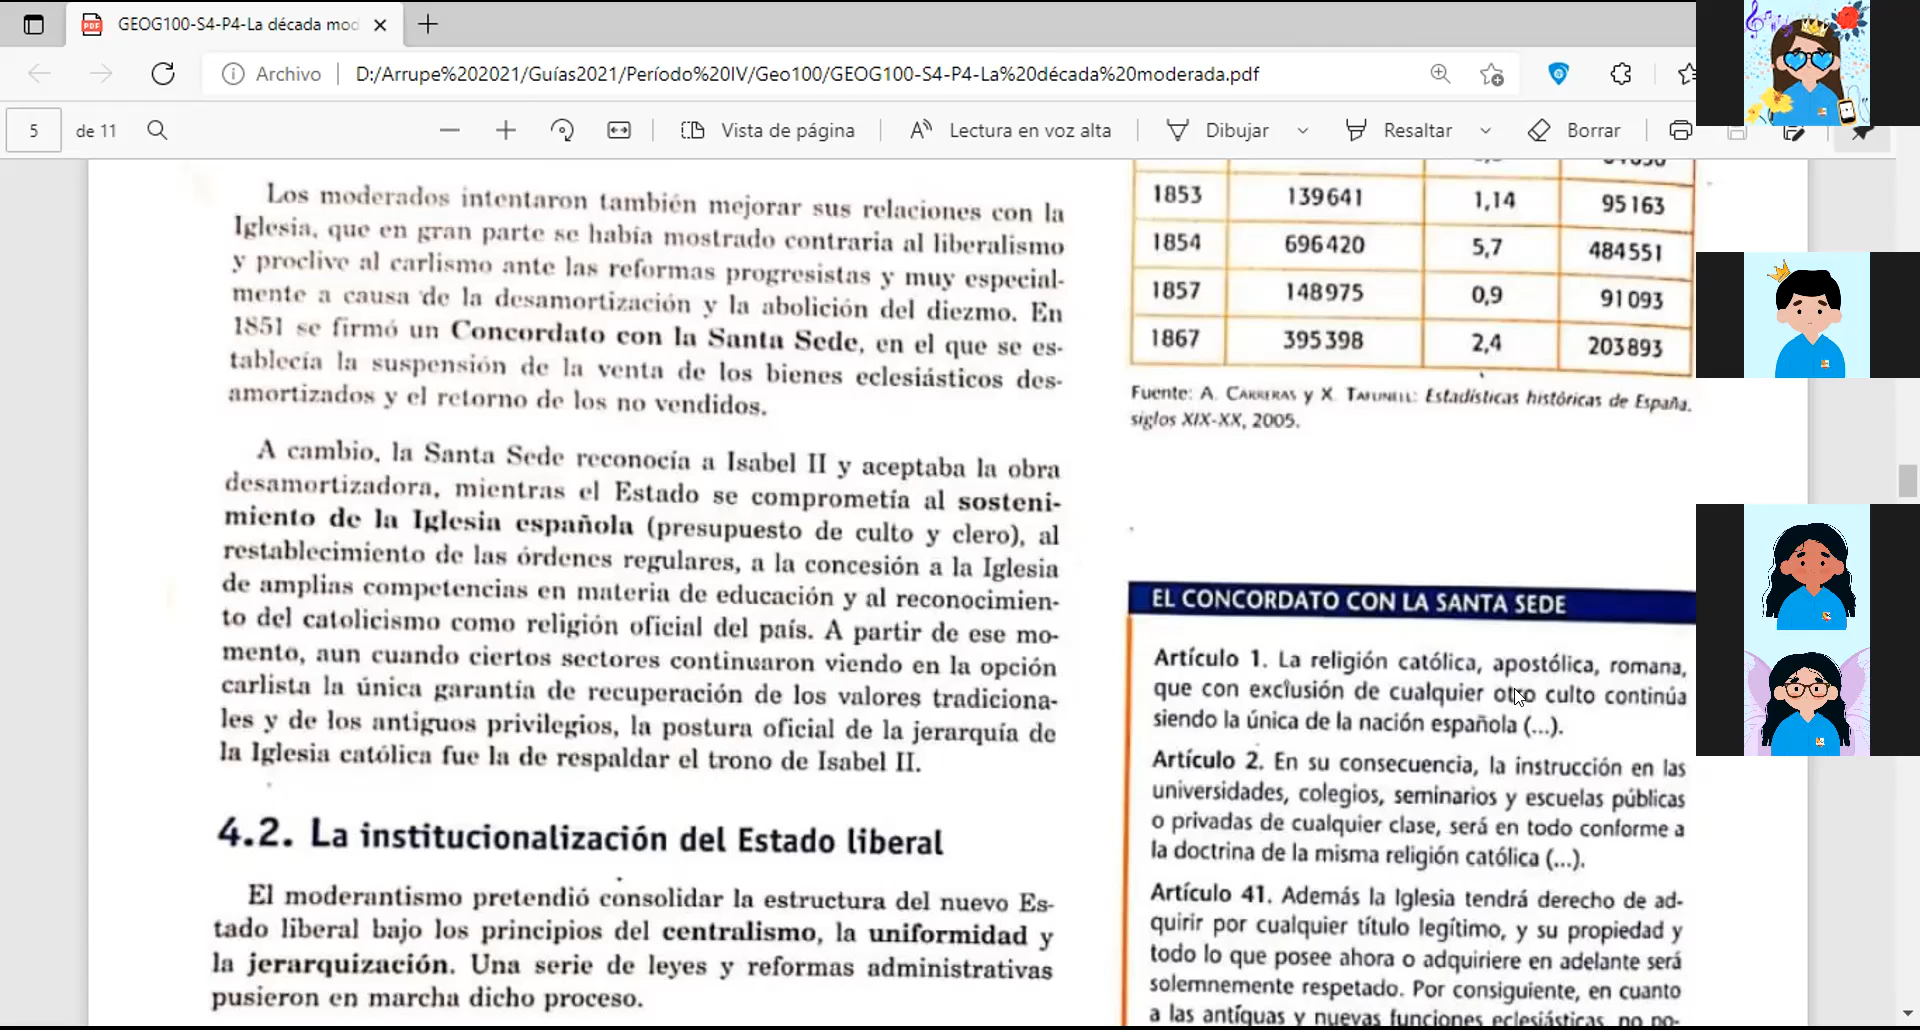 GEOG100-S4-P4-La década mod
Archivo
D:/Arrupe%202021/Guías2021/Período%20IV/Geo100/GEOG100-S4-P4-La%20década%20moderada.pdf
5 de 11
Vista de página
Lectura en voz alta
Dibujar
Resaltar
Borrar
Los moderados intentaron también mejorar sus relaciones con la
Iglesia, que en gran parte se había mostrado contraria al liberalismo
y proclive al carlismo ante las reformas progresistas y muy especial-
mente a causa de la desamortización y la abolición del diezmo. En
1851 se firmó un Concordato con la Santa Sede, en el que se es-
tablecía la suspensión de la venta de los bienes eclesiásticos des-
amortizados y el retorno de los no vendidos.
A cambio, la Santa Sede reconocía a Isabel II y aceptaba la obra
desamortizadora, mientras el Estado se comprometía al sosteni-
miento de la Iglesia española (presupuesto de culto y clero), al
restablecimiento de las órdenes regulares, a la concesión a la Iglesia
de amplias competencias en materia de educación y al reconocimien-
to del catolicismo como religión oficial del país. A partir de ese mo-
mento, aun cuando ciertos sectores continuaron viendo en la opción
carlista la única garantía de recuperación de los valores tradiciona-
les y de los antiguos privilegios, la postura oficial de la jerarquía de
la Iglesia católica fue la de respaldar el trono de Isabel II.
4.2. La institucionalización del Estado liberal
El moderantismo pretendió consolidar la estructura del nuevo Es-
tado liberal bajo los principios del centralismo, la uniformidad y
la jerarquización. Una serie de leyes y reformas administrativas
pusieron en marcha dicho proceso.
1853 139641 1,14 95163
1854 696420 5,7 484551
1857 148975 0,9 91093
1867 395398 2,4 203893
Fuente: A. CARRERAS y X. TAFUNELL: Estadísticas históricas de España,
siglos XIX-XX, 2005.
EL CONCORDATO CON LA SANTA SEDE
Artículo 1. La religión católica, apostólica, romana,
que con exclusión de cualquier otro culto continúa
siendo la única de la nación española (...).
Artículo 2. En su consecuencia, la instrucción en las
universidades, colegios, seminarios y escuelas públicas
o privadas de cualquier clase, será en todo conforme a
la doctrina de la misma religión católica (...).
Artículo 41. Además la Iglesia tendrá derecho de ad-
quirir por cualquier título legítimo, y su propiedad y
todo lo que posee ahora o adquiriere en adelante será
solemnemente respetado. Por consiguiente, en cuanto
a las antíguas y nuevas funciones eclesiásticas, no po-